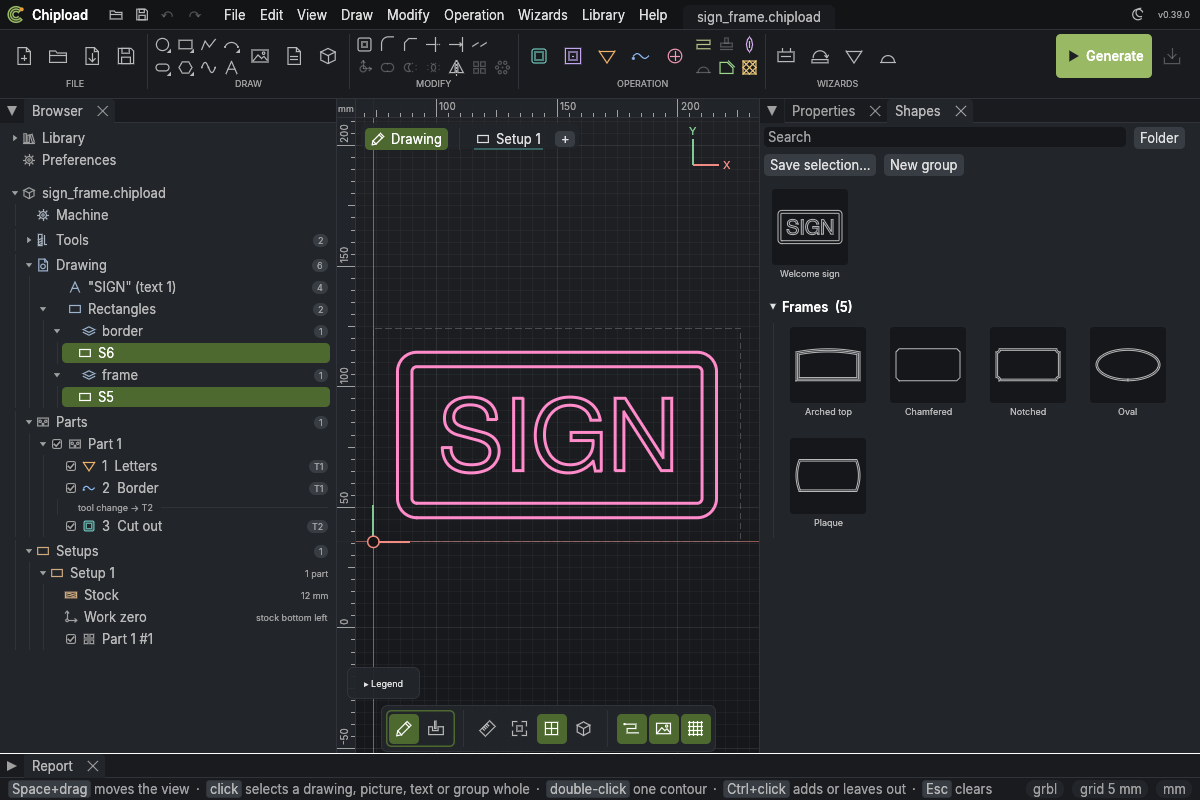 Chipload File Edit View Draw Modify Operation Wizards Library Help sign_frame.chipload v0.39.0
FILE DRAW MODIFY OPERATION WIZARDS Generate
Browser
Library
Preferences
sign_frame.chipload
Machine
Tools 2
Drawing 6
"SIGN" (text 1) 4
Rectangles 2
border 1
S6
frame 1
S5
Parts 1
Part 1
1 Letters T1
2 Border T1
tool change → T2
3 Cut out T2
Setups 1
Setup 1 1 part
Stock 12 mm
Work zero stock bottom left
Part 1 #1
mm 100 150 200
200
150
100
50
0
-50
Drawing Setup 1 +
Y
X
SIGN
Legend
Properties Shapes
Search Folder
Save selection... New group
SIGN
Welcome sign
Frames (5)
Arched top Chamfered Notched Oval
Plaque
Report
Space+drag moves the view · click selects a drawing, picture, text or group whole · double-click one contour · Ctrl+click adds or leaves out · Esc clears grbl grid 5 mm mm